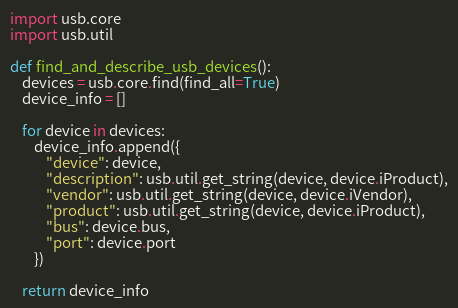 import usb.core
import usb.util

def find_and_describe_usb_devices():
    devices = usb.core.find(find_all=True)
    device_info = []

    for device in devices:
        device_info.append({
            "device": device,
            "description": usb.util.get_string(device, device.iProduct),
            "vendor": usb.util.get_string(device, device.iVendor),
            "product": usb.util.get_string(device, device.iProduct),
            "bus": device.bus,
            "port": device.port
        })

    return device_info